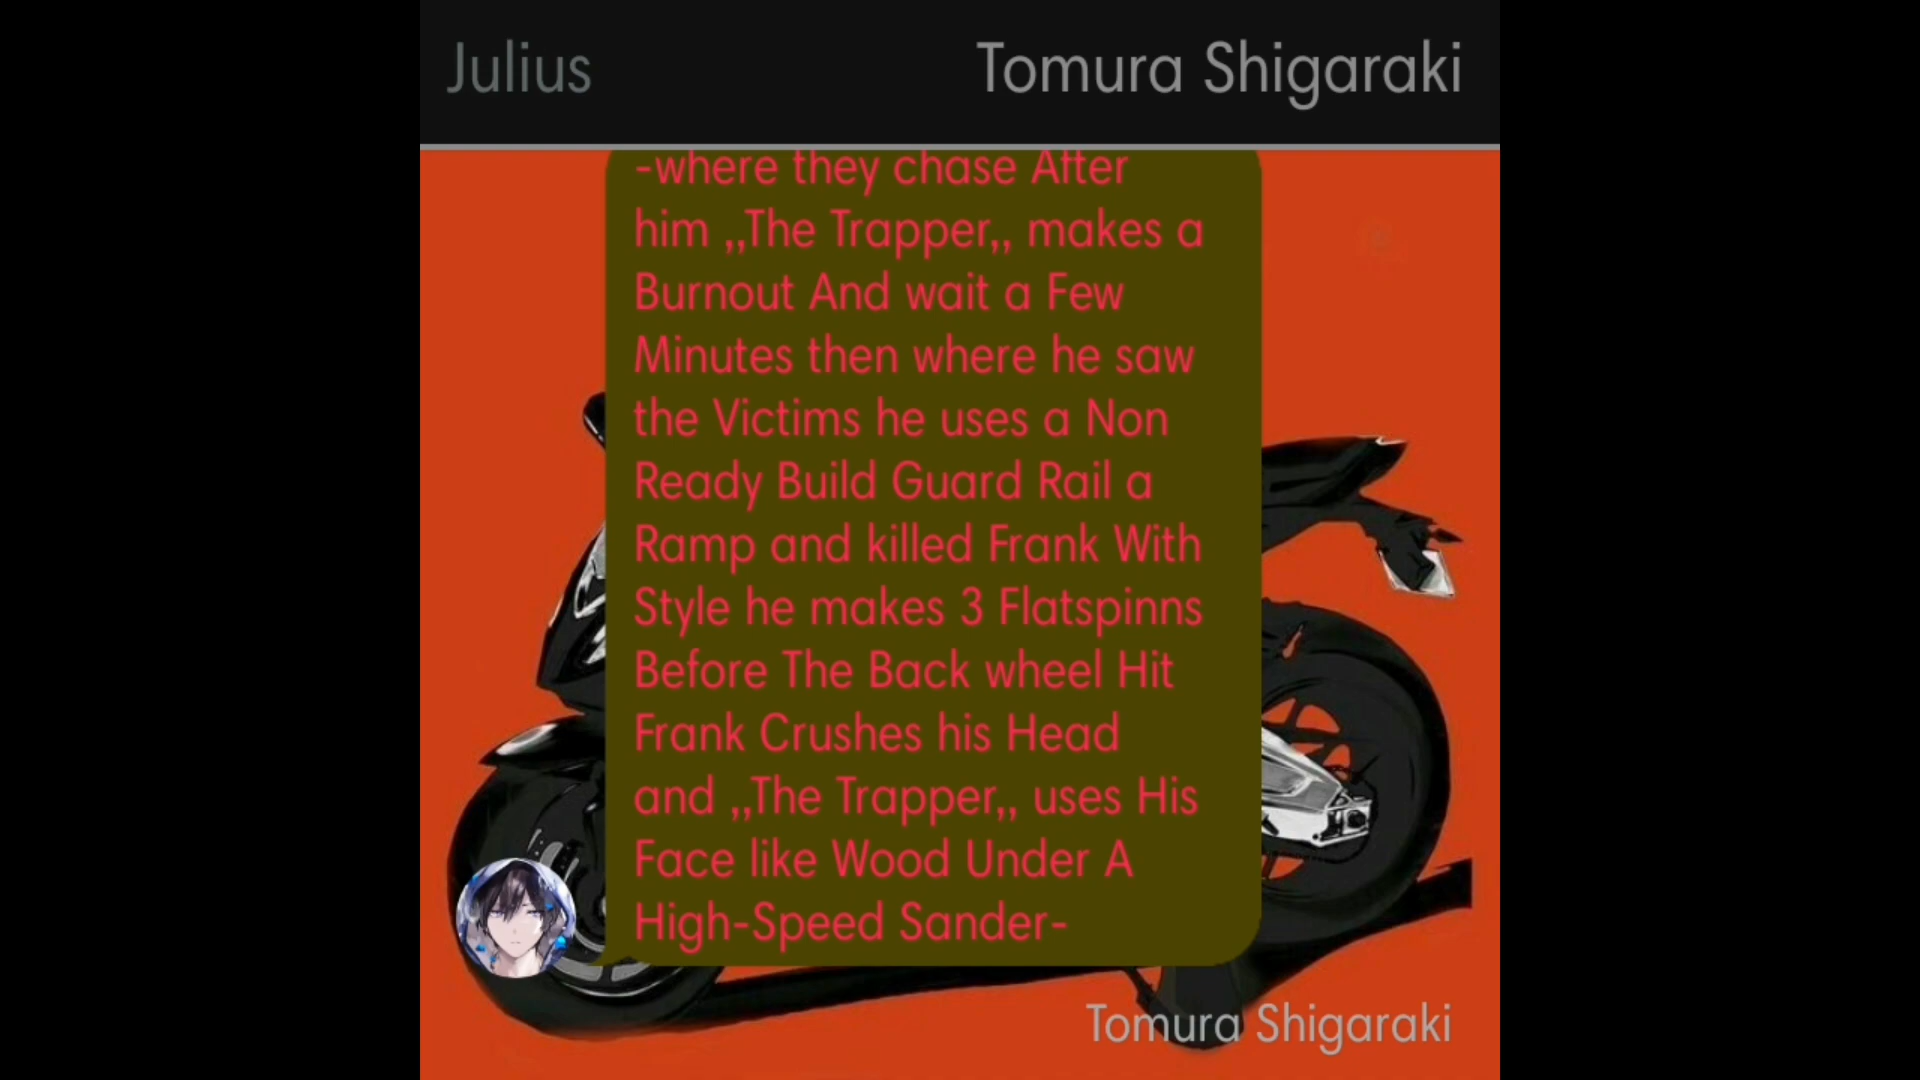 Julius
Tomura Shigaraki
-where they chase After
him ,,The Trapper,, makes a
Burnout And wait a Few
Minutes then where he saw
the Victims he uses a Non
Ready Build Guard Rail a
Ramp and killed Frank With
Style he makes 3 Flatspinns
Before The Back wheel Hit
Frank Crushes his Head
and ,,The Trapper,, uses His
Face like Wood Under A
High-Speed Sander-
Tomura Shigaraki